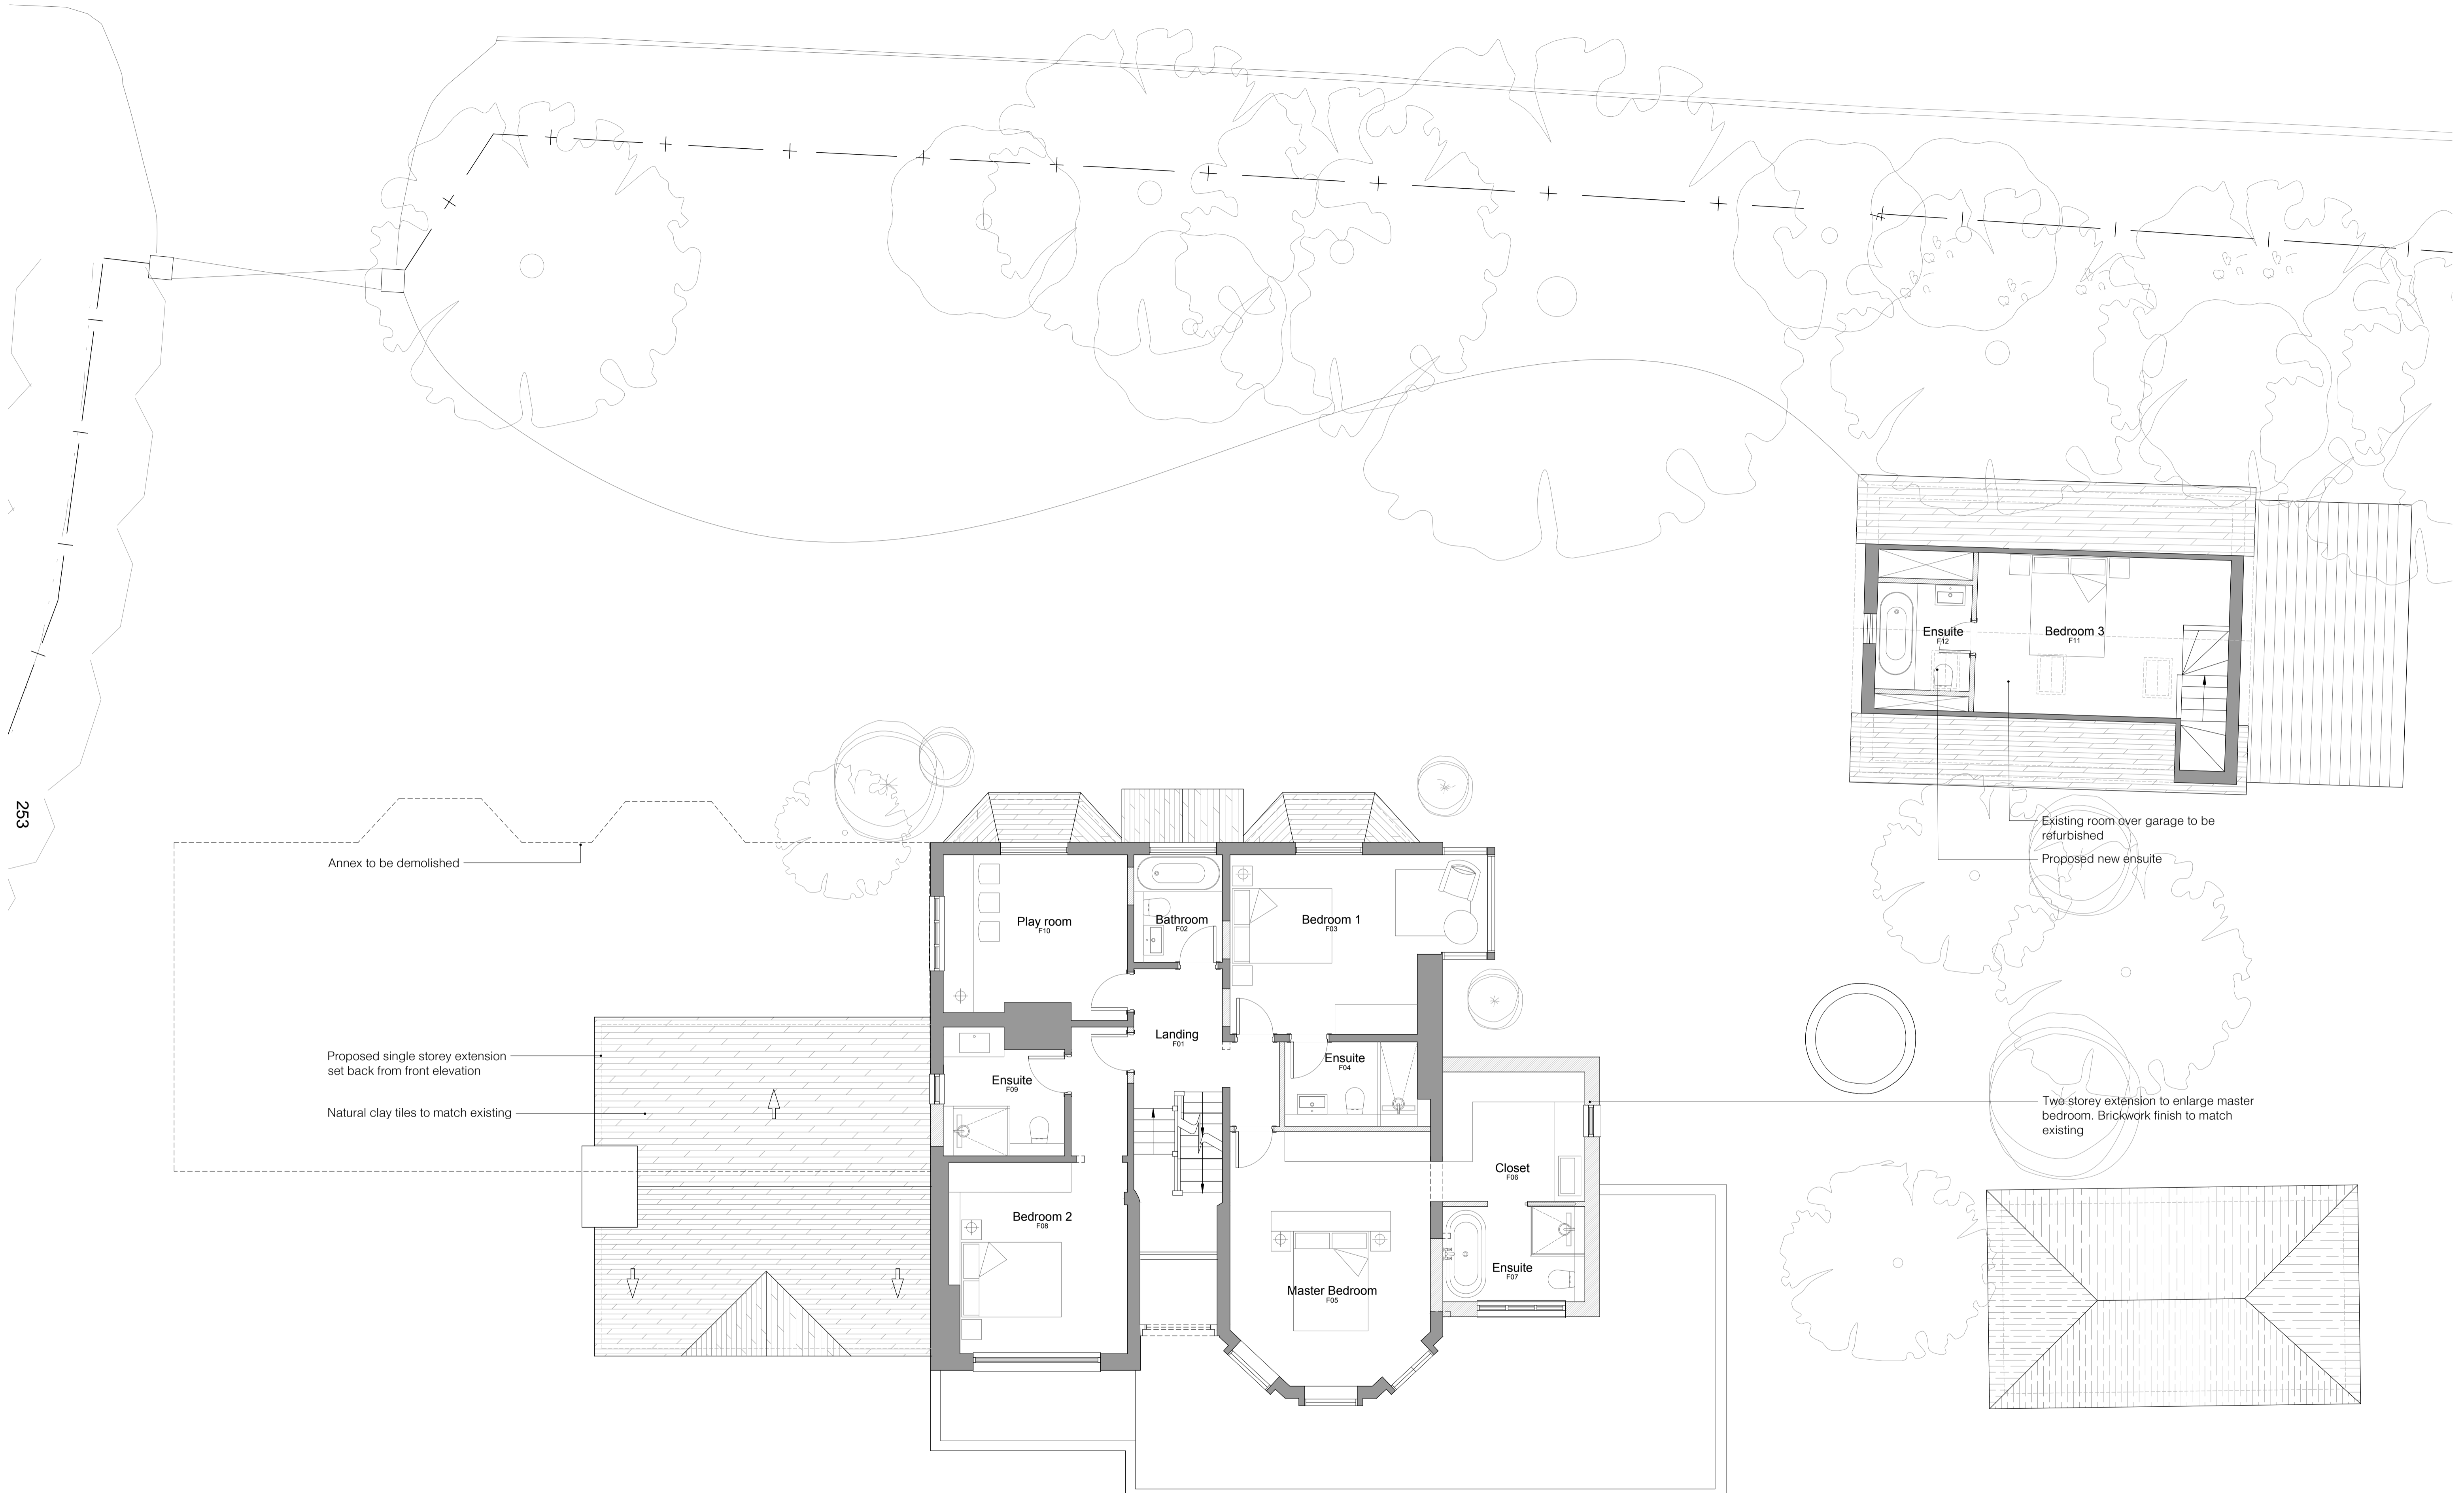 Ensuite
F12
Bedroom 3
F11
253
Existing room over garage to be
refurbished
Proposed new ensuite
Annex to be demolished
Play room
F10
Bathroom
F02
Bedroom 1
F03
Landing
F01
Proposed single storey extension
set back from front elevation
Ensuite
F09
Ensuite
F04
Natural clay tiles to match existing
Two storey extension to enlarge master
bedroom. Brickwork finish to match
existing
Closet
F06
Bedroom 2
F08
Ensuite
F07
Master Bedroom
F05